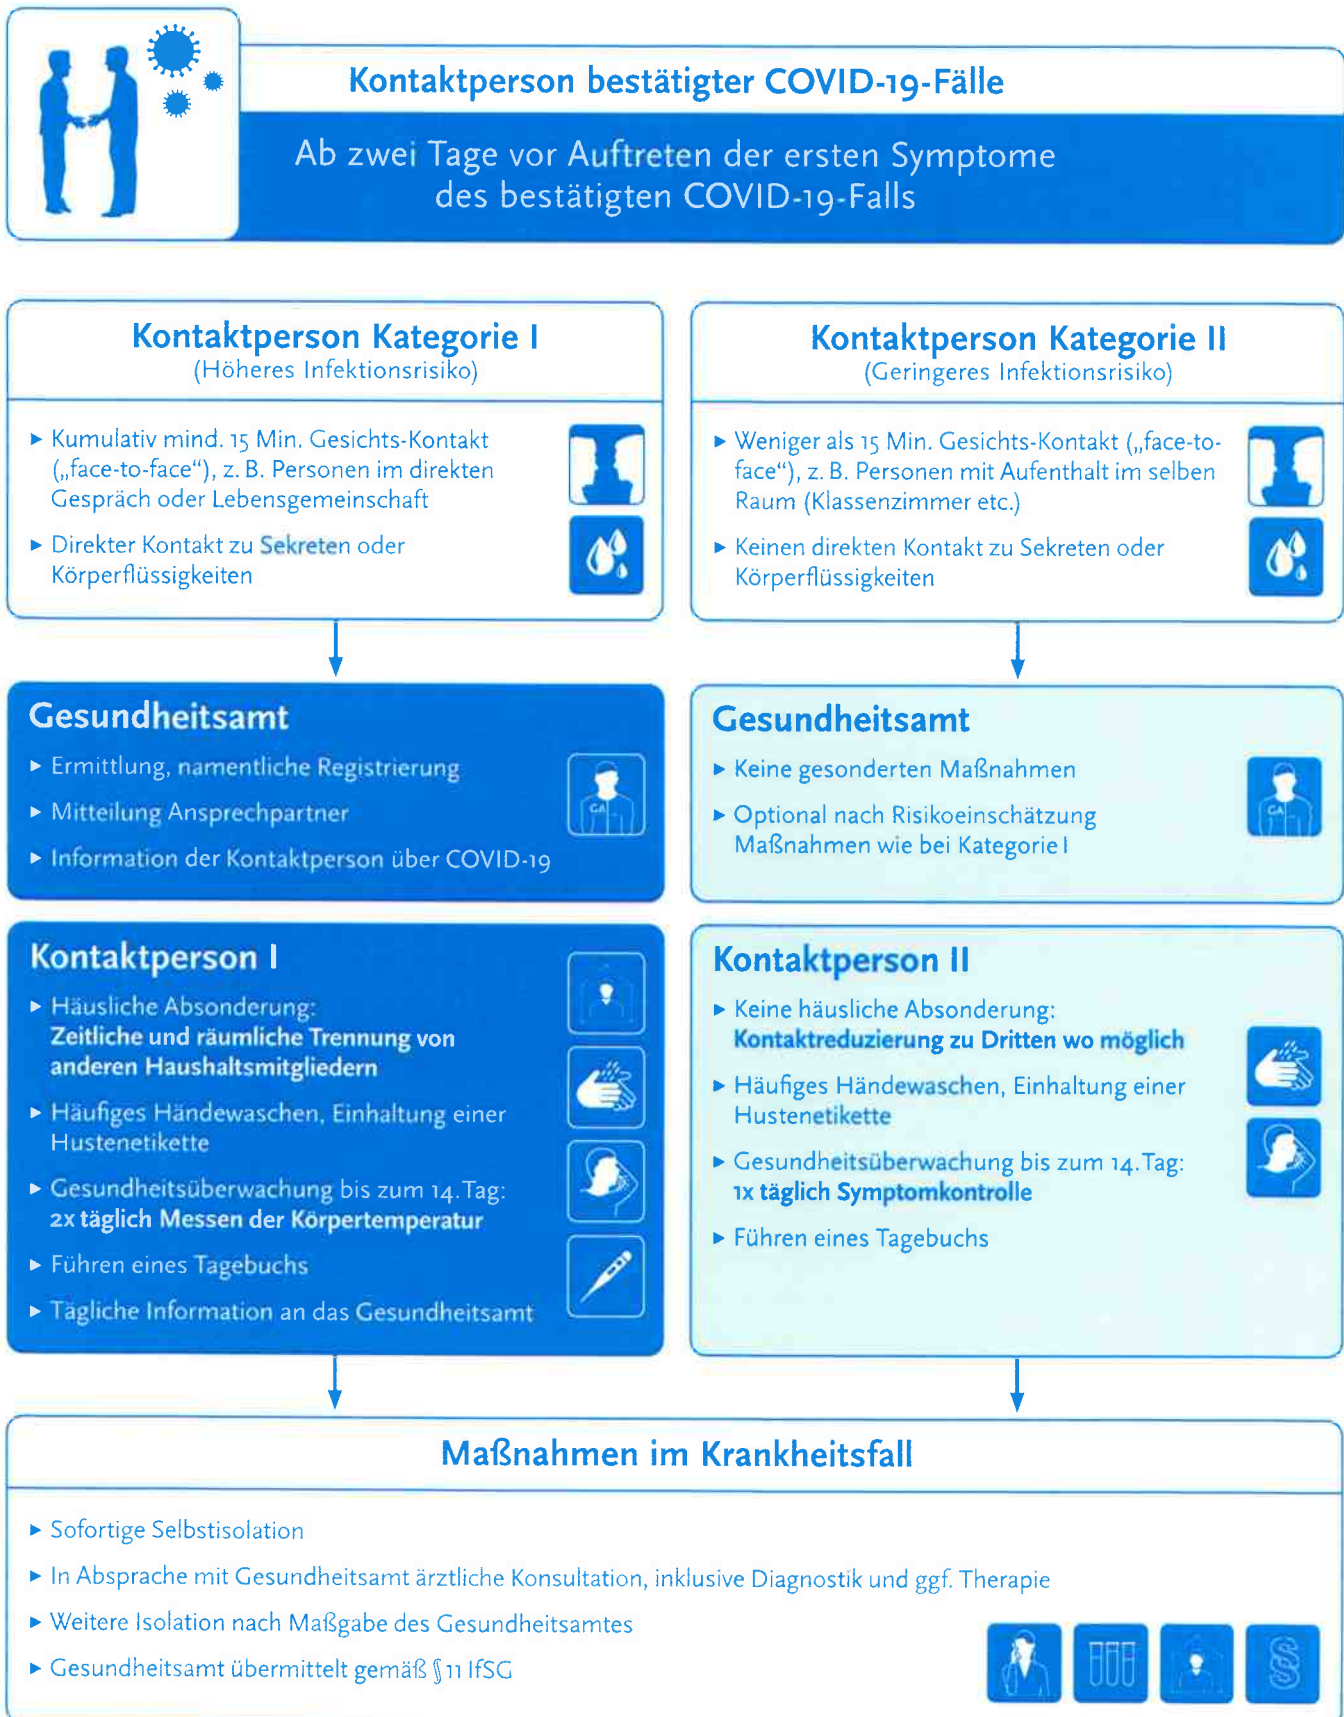 Kontaktperson bestätigter COVID-19-Fälle
Ab zwei Tage vor Auftreten der ersten Symptome
des bestätigten COVID-19-Falls
Kontaktperson Kategorie I
(Höheres Infektionsrisiko)
▸ Kumulativ mind. 15 Min. Gesichts-Kontakt
(„face-to-face“), z. B. Personen im direkten
Gespräch oder Lebensgemeinschaft
▸ Direkter Kontakt zu Sekreten oder
Körperflüssigkeiten
Gesundheitsamt
▸ Ermittlung, namentliche Registrierung
▸ Mitteilung Ansprechpartner
▸ Information der Kontaktperson über COVID-19
GA
Kontaktperson I
▸ Häusliche Absonderung:
Zeitliche und räumliche Trennung von
anderen Haushaltsmitgliedern
▸ Häufiges Händewaschen, Einhaltung einer
Hustenetikette
▸ Gesundheitsüberwachung bis zum 14.Tag:
2x täglich Messen der Körpertemperatur
▸ Führen eines Tagebuchs
▸ Tägliche Information an das Gesundheitsamt
Kontaktperson Kategorie II
(Geringeres Infektionsrisiko)
▸ Weniger als 15 Min. Gesichts-Kontakt („face-to-
face“), z. B. Personen mit Aufenthalt im selben
Raum (Klassenzimmer etc.)
▸ Keinen direkten Kontakt zu Sekreten oder
Körperflüssigkeiten
Gesundheitsamt
▸ Keine gesonderten Maßnahmen
▸ Optional nach Risikoeinschätzung
Maßnahmen wie bei Kategorie I
GA
Kontaktperson II
▸ Keine häusliche Absonderung:
Kontaktreduzierung zu Dritten wo möglich
▸ Häufiges Händewaschen, Einhaltung einer
Hustenetikette
▸ Gesundheitsüberwachung bis zum 14.Tag:
1x täglich Symptomkontrolle
▸ Führen eines Tagebuchs
Maßnahmen im Krankheitsfall
▸ Sofortige Selbstisolation
▸ In Absprache mit Gesundheitsamt ärztliche Konsultation, inklusive Diagnostik und ggf. Therapie
▸ Weitere Isolation nach Maßgabe des Gesundheitsamtes
▸ Gesundheitsamt übermittelt gemäß § 11 IfSG
§